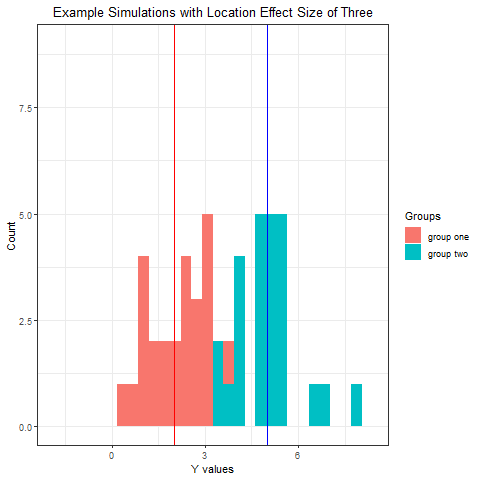 Example Simulations with Location Effect Size of Three
7.5
5.0
2.5
0.0
Count
0
3
6
Y values
Groups
group one
group two